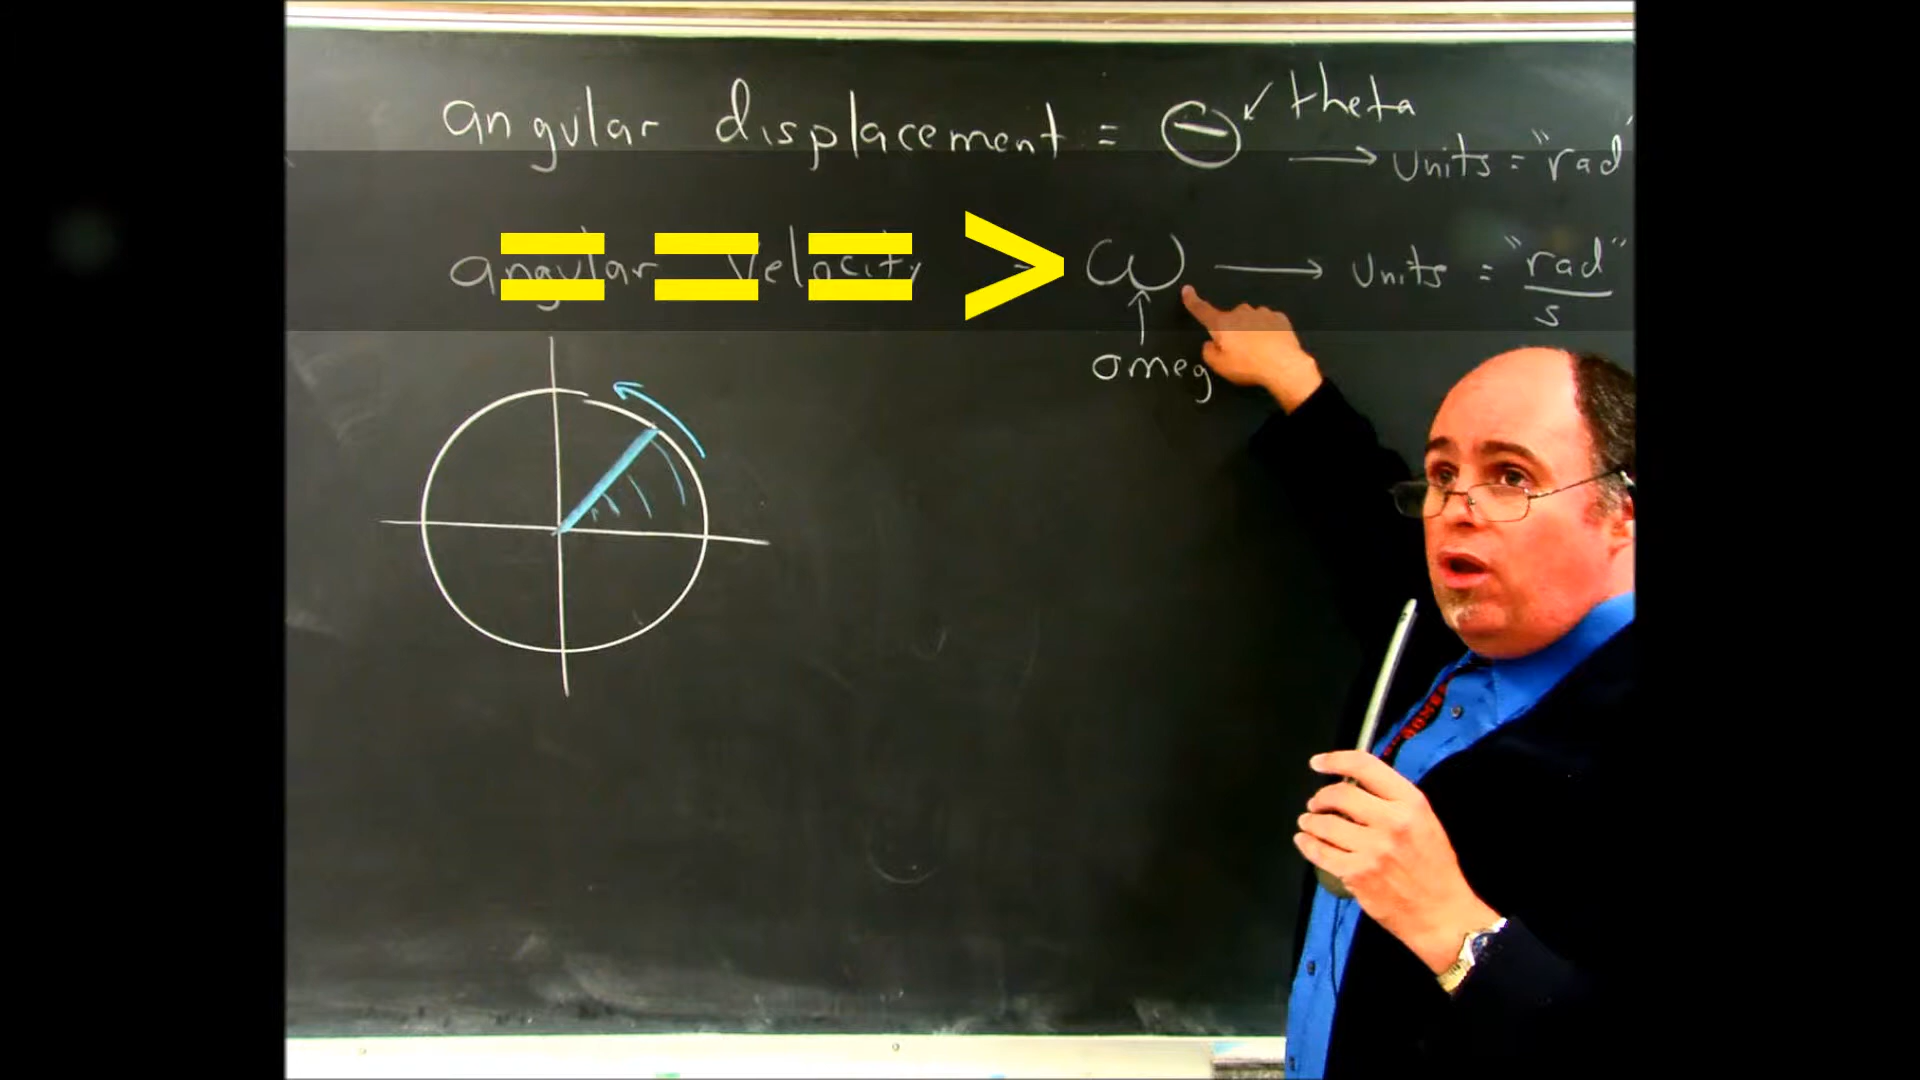 angular displacement = Θ ↙ theta
→ Units = "rad"
= = = >
angular velocity = ω → Units = "rad/s"
↑
omeg